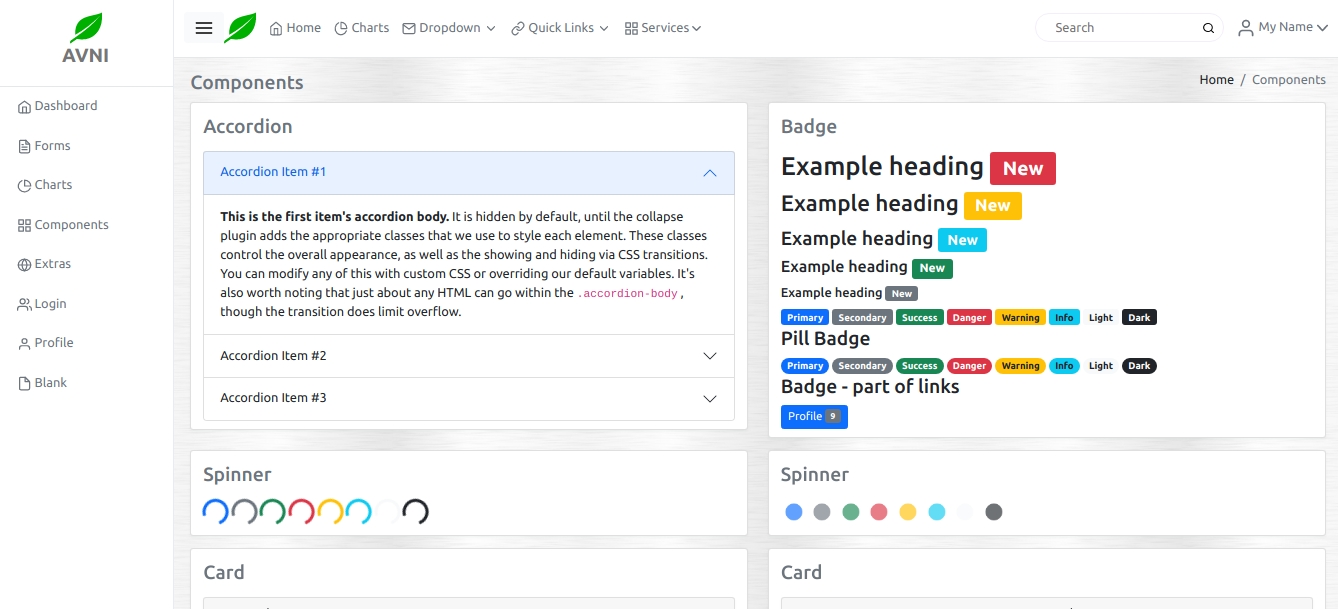 AVNI
Home Charts Dropdown Quick Links Services
Search
My Name
Dashboard
Forms
Charts
Components
Extras
Login
Profile
Blank
Components
Home / Components
Accordion
Accordion Item #1
This is the first item's accordion body. It is hidden by default, until the collapse
plugin adds the appropriate classes that we use to style each element. These classes
control the overall appearance, as well as the showing and hiding via CSS transitions.
You can modify any of this with custom CSS or overriding our default variables. It's
also worth noting that just about any HTML can go within the .accordion-body ,
though the transition does limit overflow.
Accordion Item #2
Accordion Item #3
Badge
Example heading New
Example heading New
Example heading New
Example heading New
Example heading New
Primary Secondary Success Danger Warning Info Light Dark
Pill Badge
Primary Secondary Success Danger Warning Info Light Dark
Badge - part of links
Profile 9
Spinner
Spinner
Card
Card